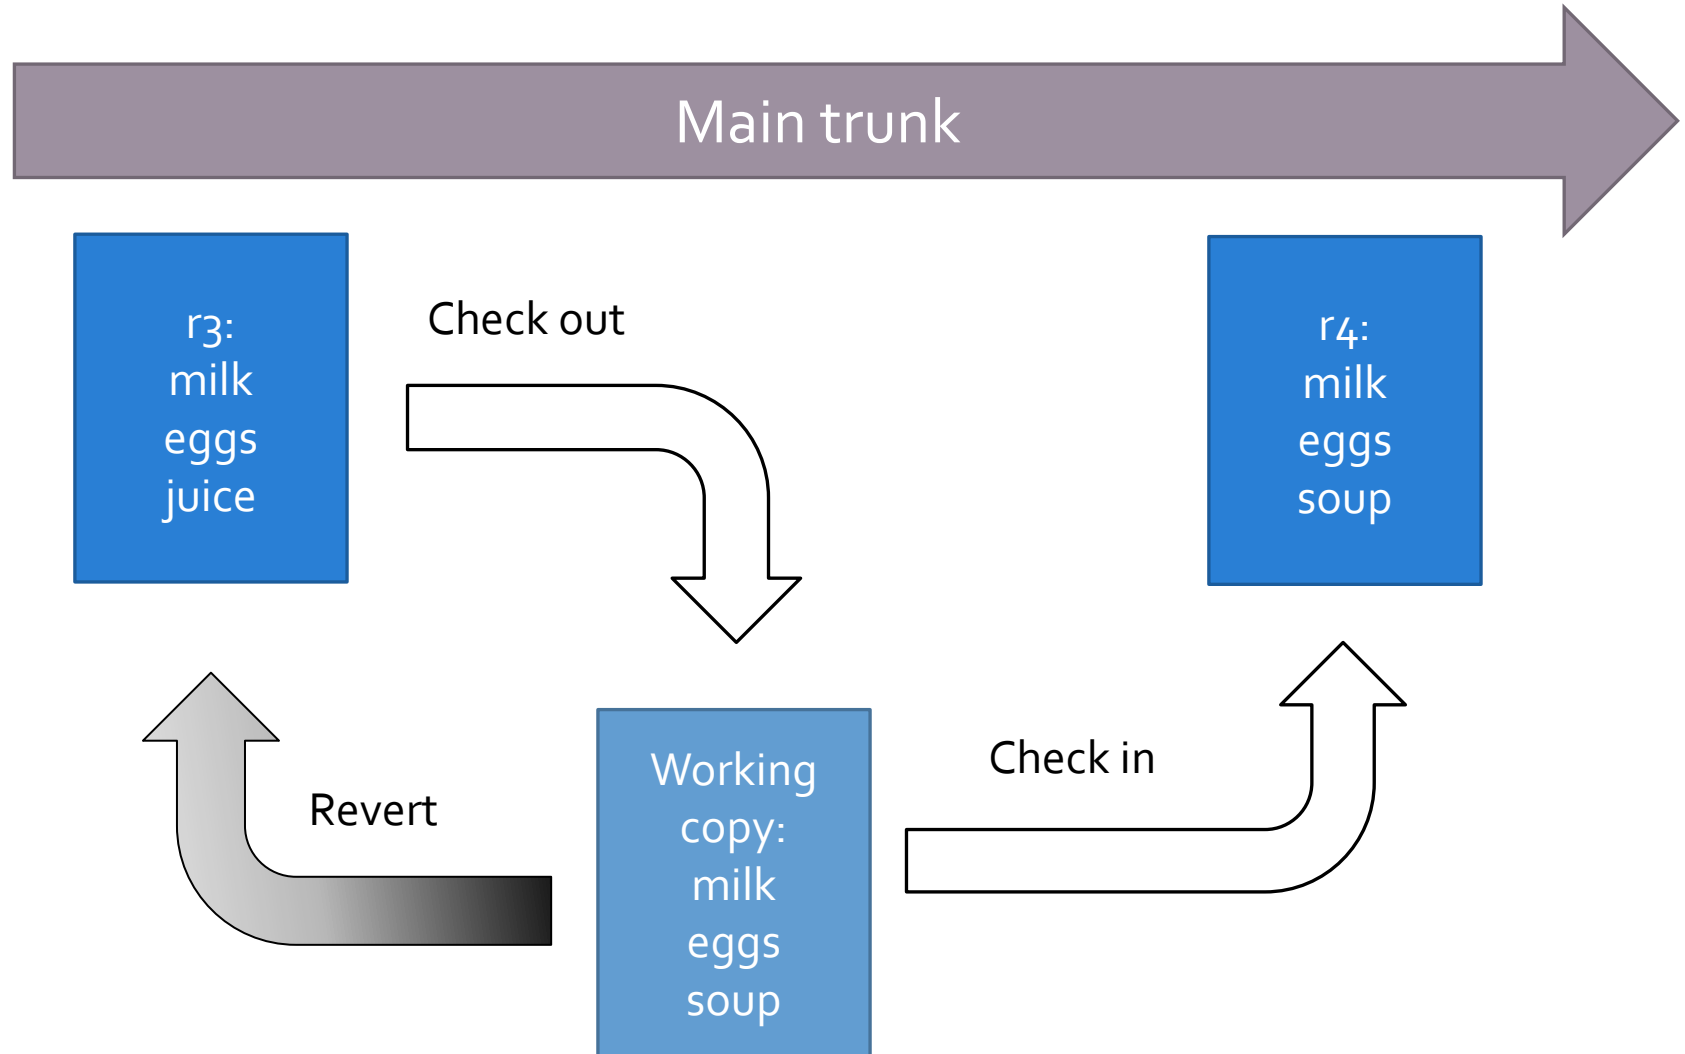 Main trunk
r3:
milk
eggs
juice
Check out
r4:
milk
eggs
soup
Revert
Working
copy:
milk
eggs
soup
Check in